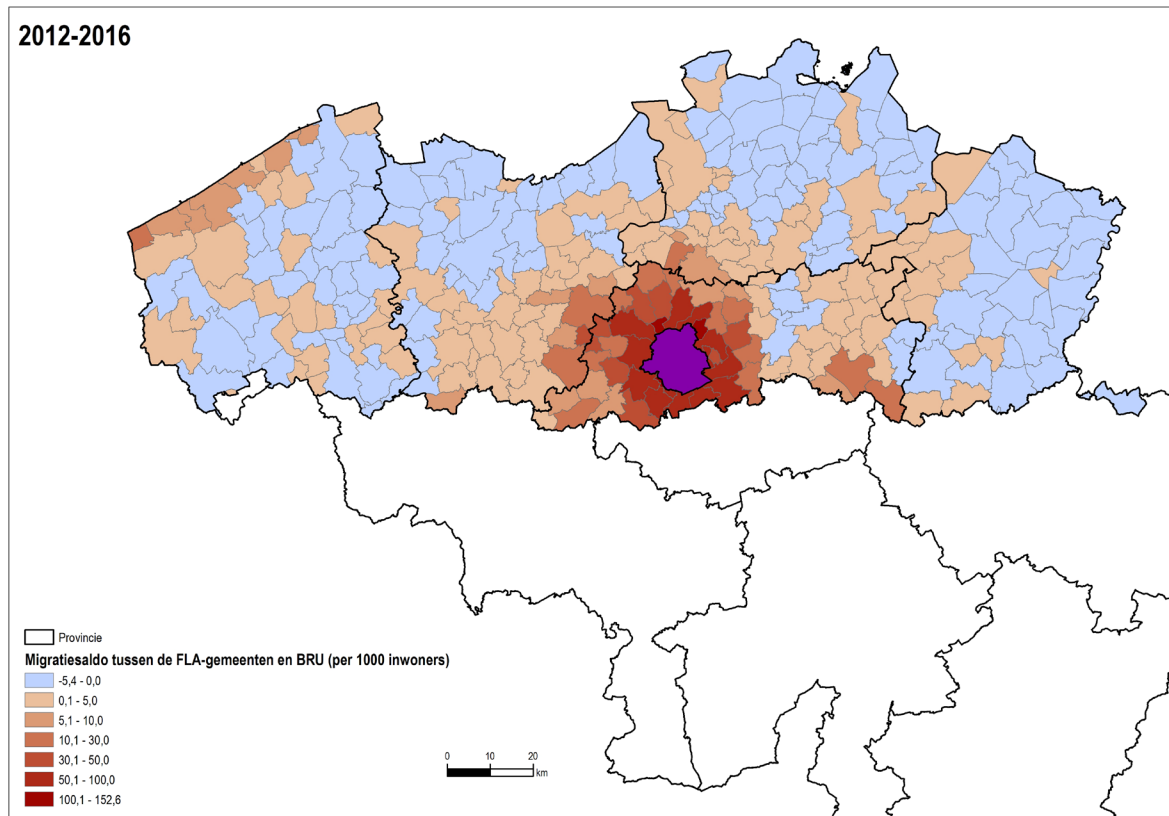 2012-2016
Provincie
Migratiesaldo tussen de FLA-gemeenten en BRU (per 1000 inwoners)
-5,4 - 0,0
0,1 - 5,0
5,1 - 10,0
10,1 - 30,0
30,1 - 50,0
50,1 - 100,0
100,1 - 152,6
0 10 20
km